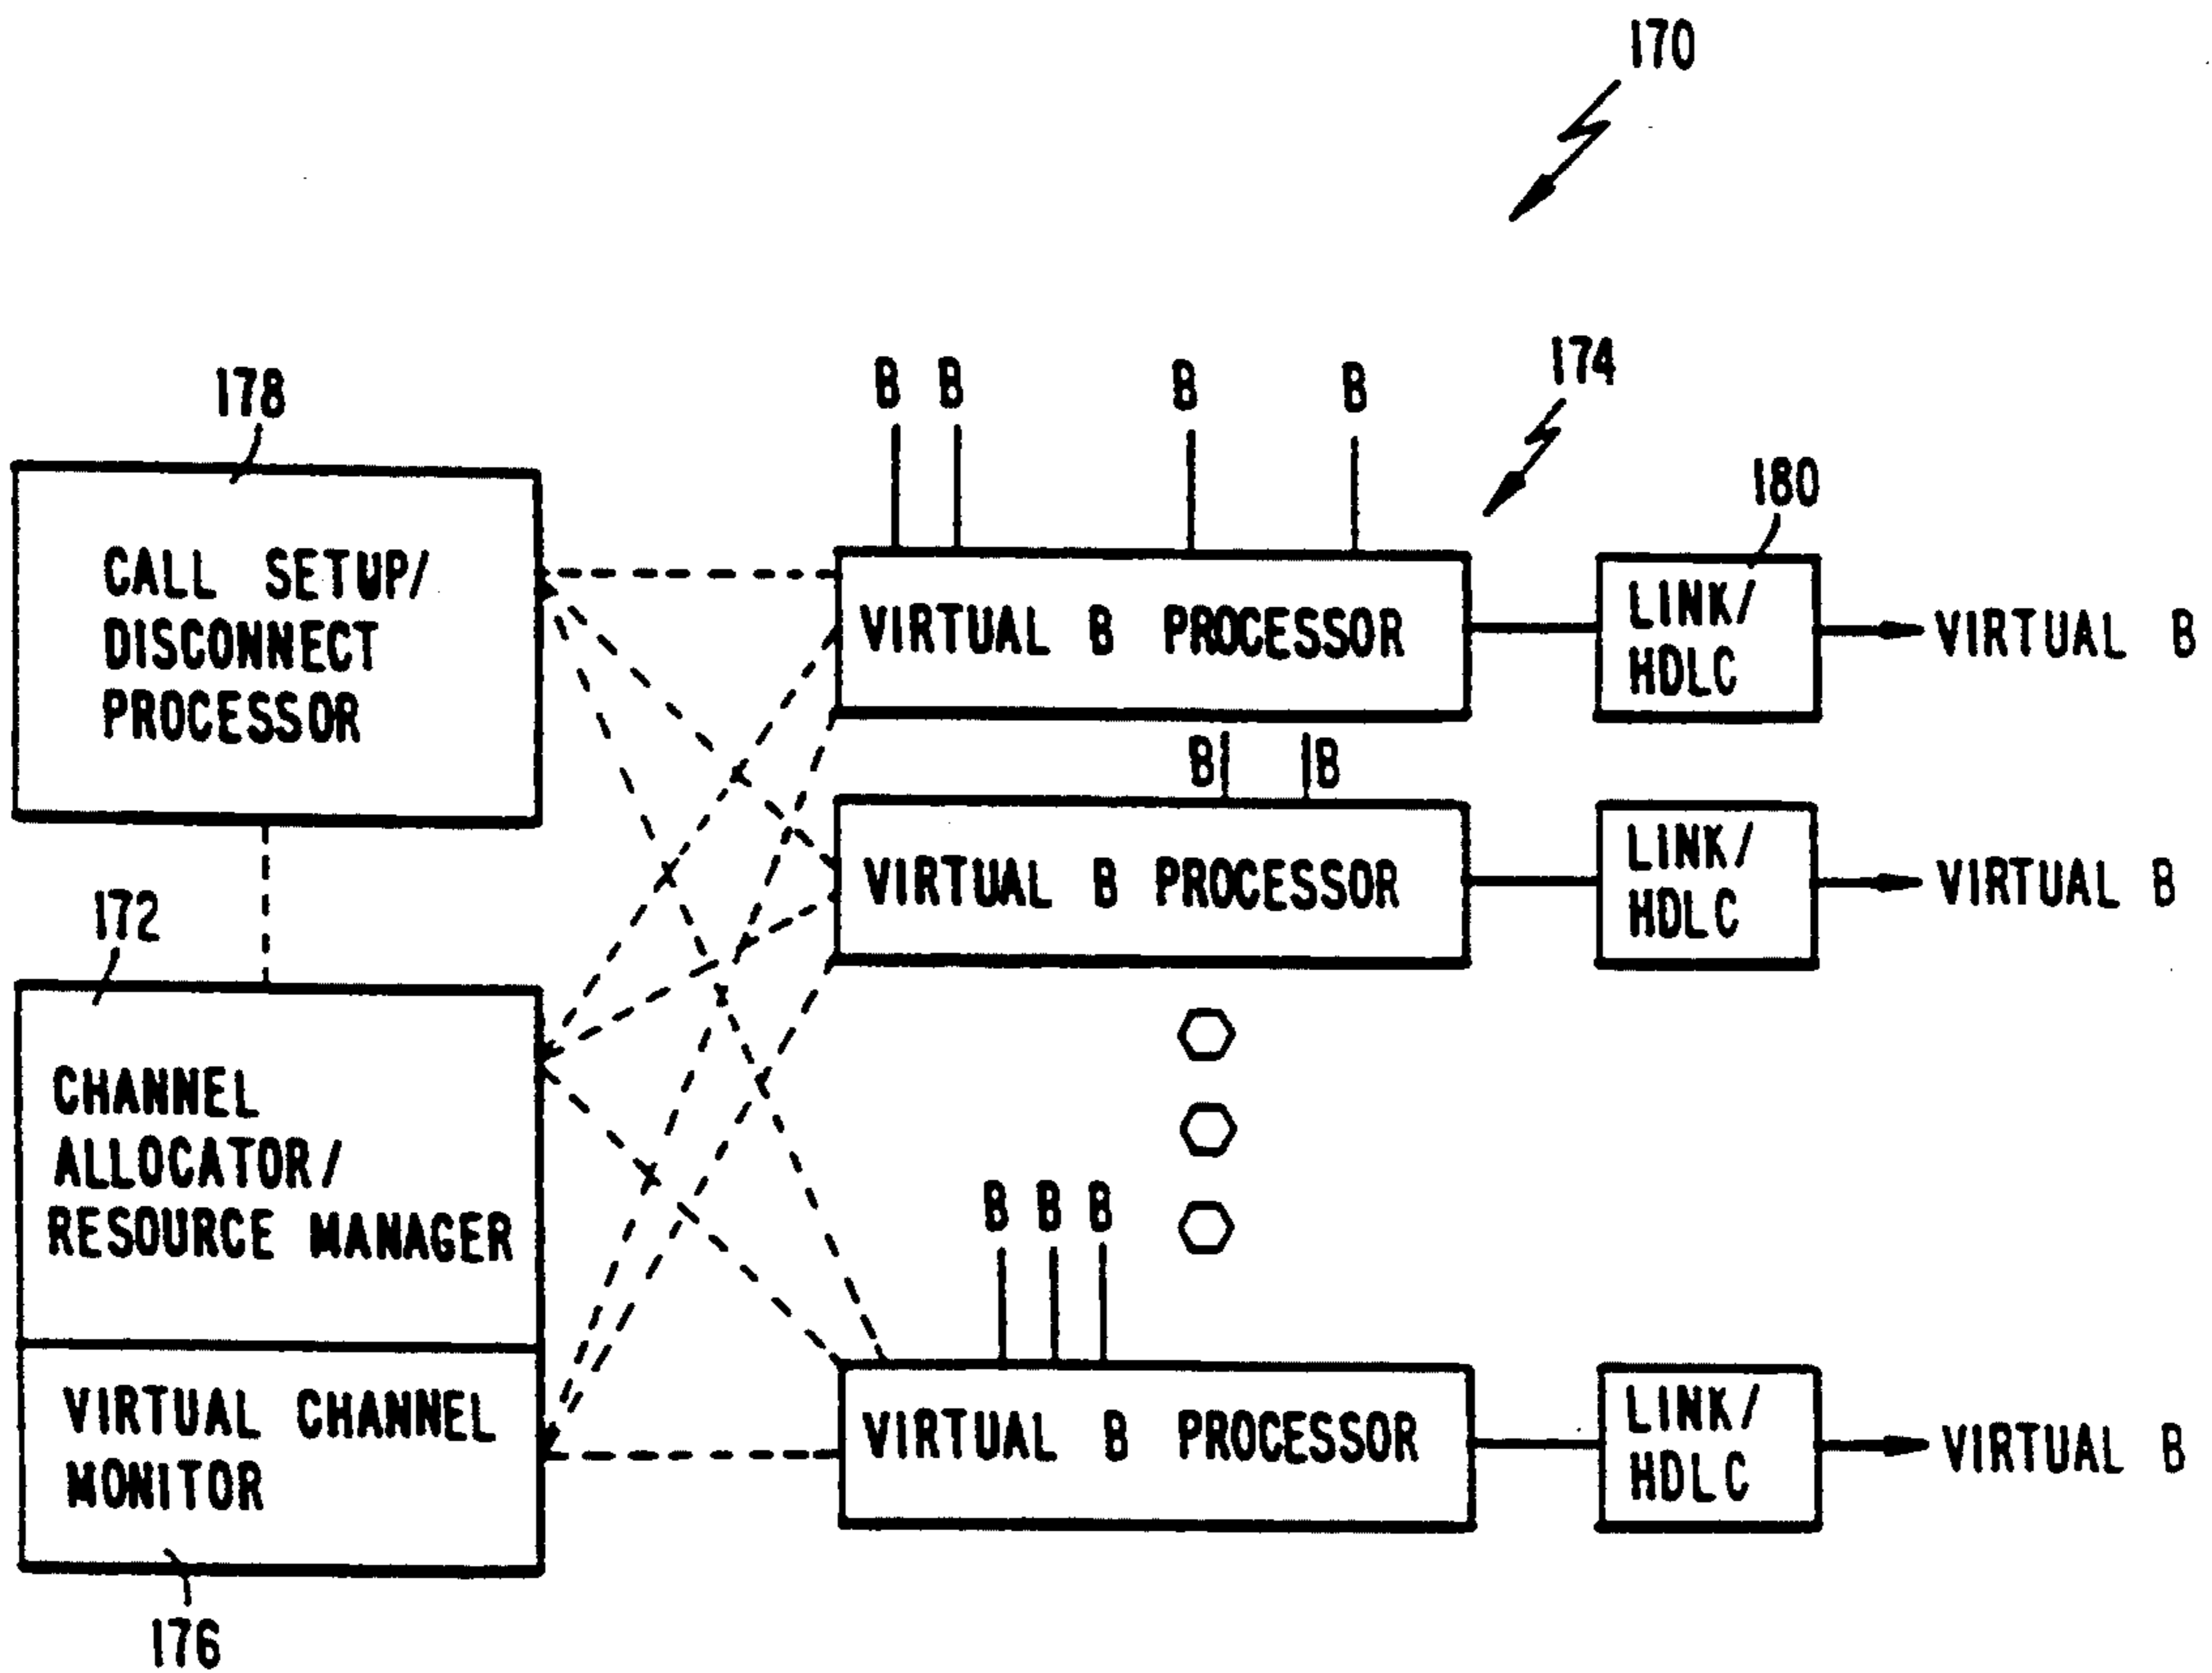 170
174
178
B B B B
180
CALL SETUP/
DISCONNECT
PROCESSOR
VIRTUAL B PROCESSOR
LINK/
HDLC
VIRTUAL B
B B
VIRTUAL B PROCESSOR
LINK/
HDLC
VIRTUAL B
172
CHANNEL
ALLOCATOR/
RESOURCE MANAGER
B B B
VIRTUAL CHANNEL
MONITOR
VIRTUAL B PROCESSOR
LINK/
HDLC
VIRTUAL B
176